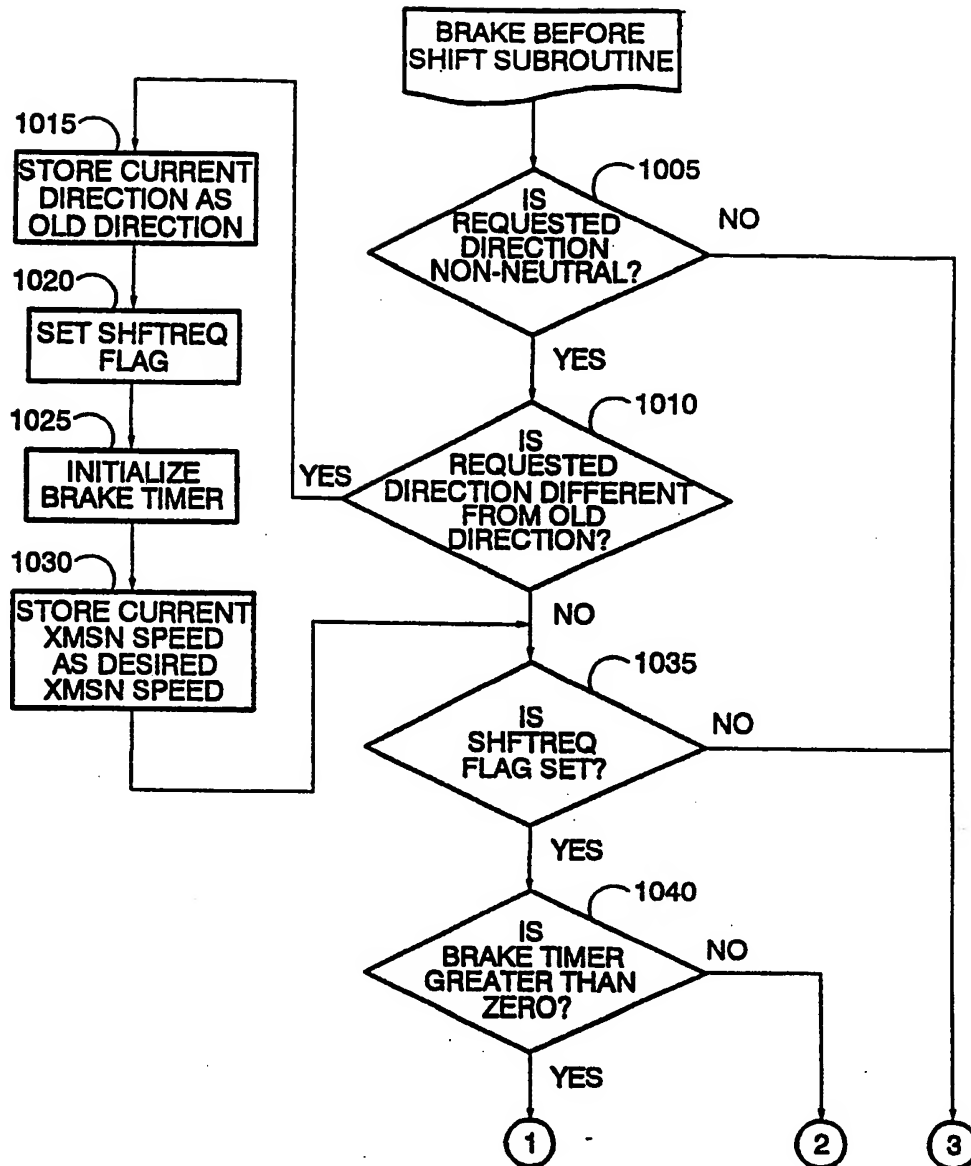 BRAKE BEFORE
SHIFT SUBROUTINE
1005
IS
REQUESTED
DIRECTION
NON-NEUTRAL?
NO
YES
1010
IS
REQUESTED
DIRECTION DIFFERENT
FROM OLD
DIRECTION?
YES
NO
1015
STORE CURRENT
DIRECTION AS
OLD DIRECTION
1020
SET SHFTREQ
FLAG
1025
INITIALIZE
BRAKE TIMER
1030
STORE CURRENT
XMSN SPEED
AS DESIRED
XMSN SPEED
1035
IS
SHFTREQ
FLAG SET?
NO
YES
1040
IS
BRAKE TIMER
GREATER THAN
ZERO?
NO
YES
1
2
3